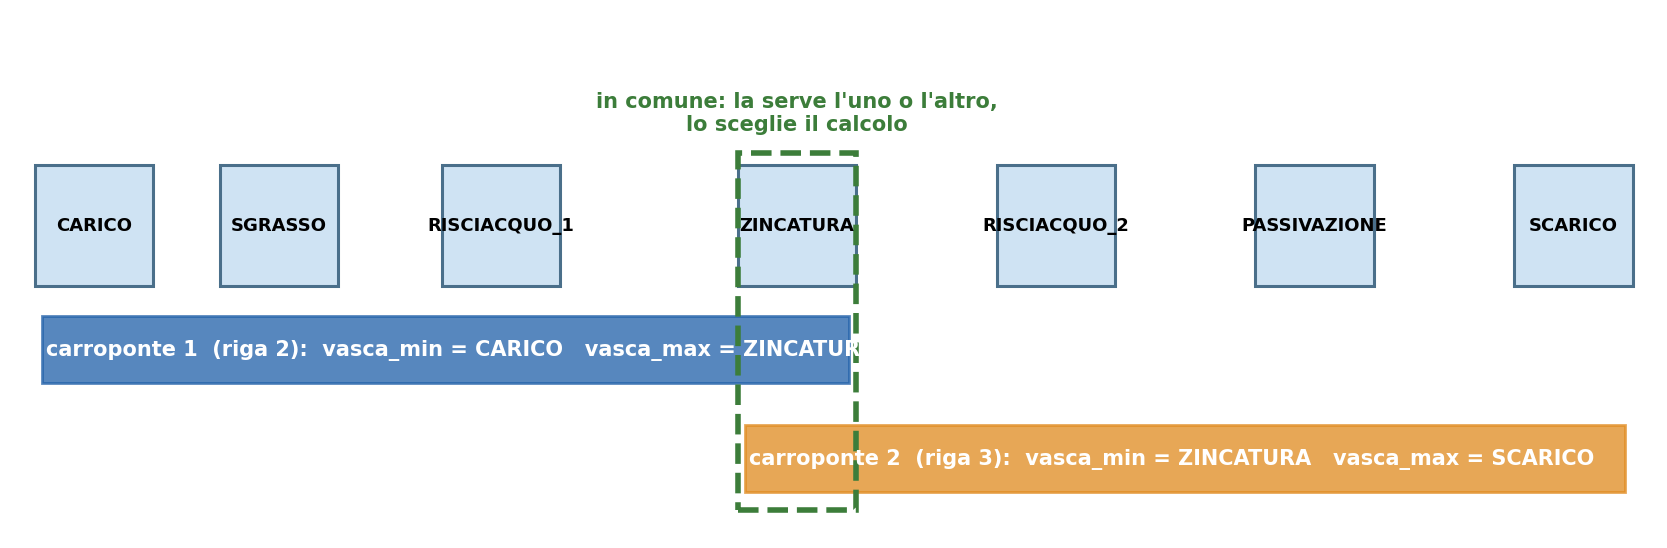 in comune: la serve l'uno o l'altro,
lo sceglie il calcolo
CARICO
SGRASSO
RISCIACQUO_1
ZINCATURA
RISCIACQUO_2
PASSIVAZIONE
SCARICO
carroponte 1  (riga 2):  vasca_min = CARICO   vasca_max = ZINCATUR
carroponte 2  (riga 3):  vasca_min = ZINCATURA   vasca_max = SCARICO